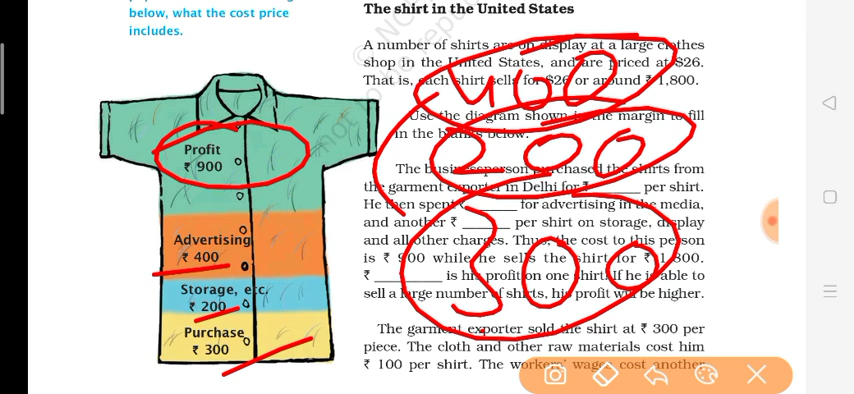 below, what the cost price
includes.
Profit
₹ 900
Advertising
₹ 400
Storage, etc.
₹ 200
Purchase
₹ 300
The shirt in the United States
A number of shirts are on display at a large clothes
shop in the United States, and are priced at $26.
That is, each shirt sells for $26 or around ₹ 1,800.
Use the diagram shown in the margin to fill
in the blanks below.
The businessperson purchased the shirts from
the garment exporter in Delhi for ₹ ______ per shirt.
He then spent ₹ ______ for advertising in the media,
and another ₹ ______ per shirt on storage, display
and all other charges. Thus, the cost to this person
is ₹ 900 while he sells the shirt for ₹ 1,800.
₹ ________ is his profit on one shirt! If he is able to
sell a large number of shirts, his profit will be higher.
The garment exporter sold the shirt at ₹ 300 per
piece. The cloth and other raw materials cost him
₹ 100 per shirt. The workers' wages cost another
400
200
300